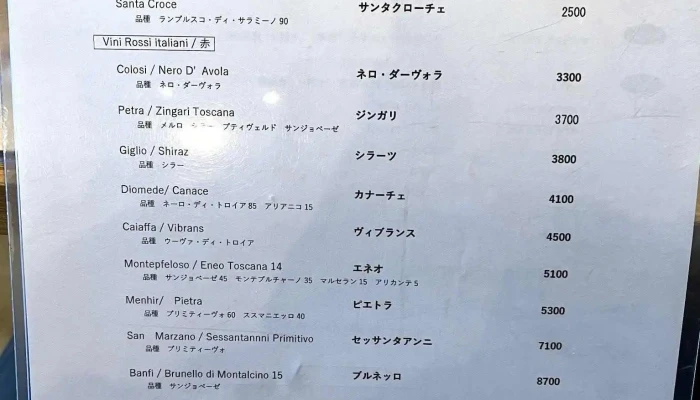 Santa Croce サンタクローチェ 2500
品種 ランブルスコ・ディ・サラミーノ 90
Vini Rossi italiani / 赤
Colosi / Nero D' Avola ネロ・ダーヴォラ 3300
品種 ネロ・ダーヴォラ
Petra / Zingari Toscana ジンガリ 3700
品種 メルロ シラー プティヴェルド サンジョベーゼ
Giglio / Shiraz シラーツ 3800
品種 シラー
Diomede/ Canace カナーチェ 4100
品種 ネーロ・ディ・トロイア 85 アリアニコ 15
Caiaffa / Vibrans ヴィブランス 4500
品種 ウーヴァ・ディ・トロイア
Montepfeloso / Eneo Toscana 14 エネオ 5100
品種 サンジョベーゼ 45 モンテプルチャーノ 35 マルセラン 15 アリカンテ 5
Menhir/ Pietra ピエトラ 5300
品種 プリミティーヴォ 60 ススマニエッロ 40
San Marzano / Sessantannni Primitivo セッサンタアンニ 7100
品種 プリミティーヴォ
Banfi / Brunello di Montalcino 15 ブルネッロ 8700
品種 サンジョベーゼ